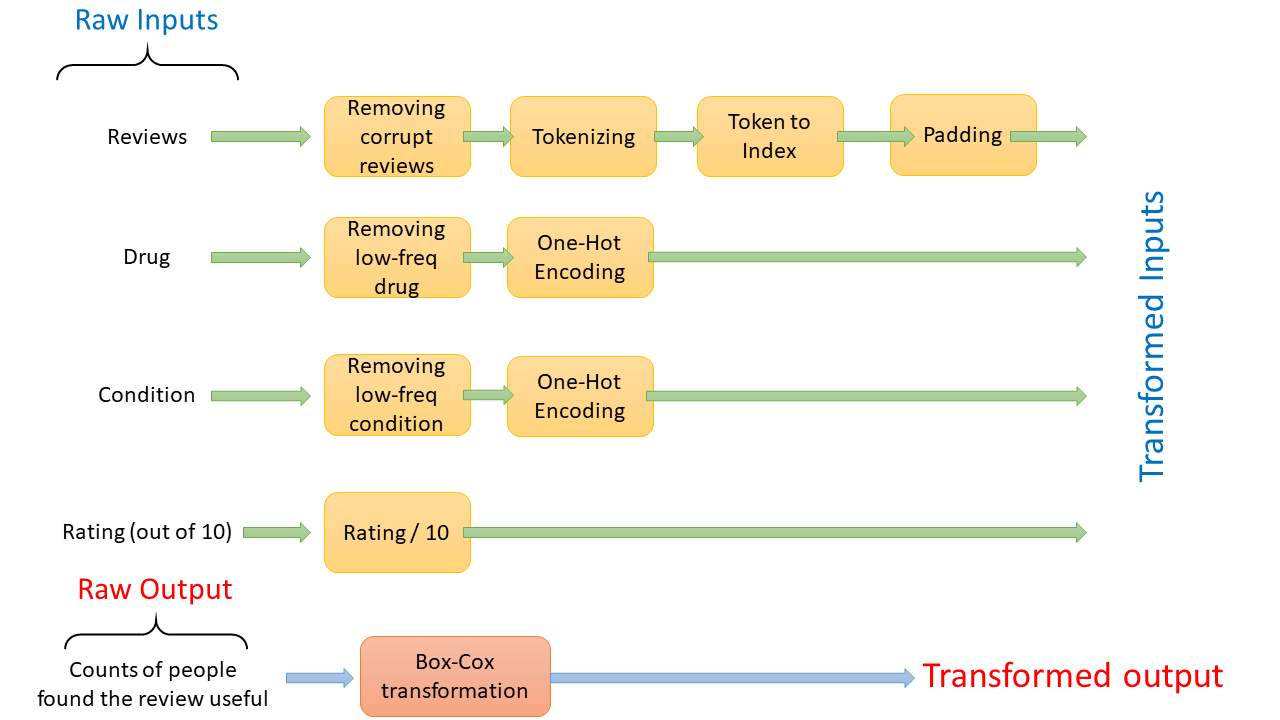 Raw Inputs
Reviews
Removing
corrupt
reviews
Tokenizing
Token to
Index
Padding
Drug
Removing
low-freq
drug
One-Hot
Encoding
Condition
Removing
low-freq
condition
One-Hot
Encoding
Rating (out of 10)
Rating / 10
Transformed Inputs
Raw Output
Counts of people
found the review useful
Box-Cox
transformation
Transformed output